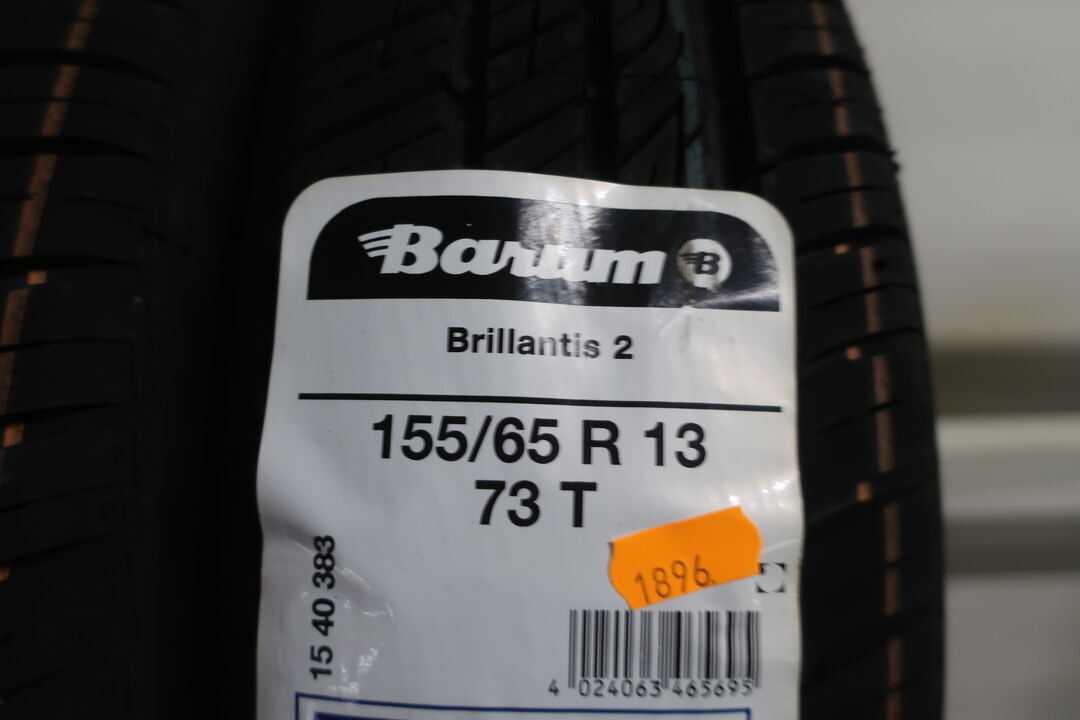 Barum B
Brillantis 2
155/65 R 13
73 T
1896
15 40 383
4 024063 465695